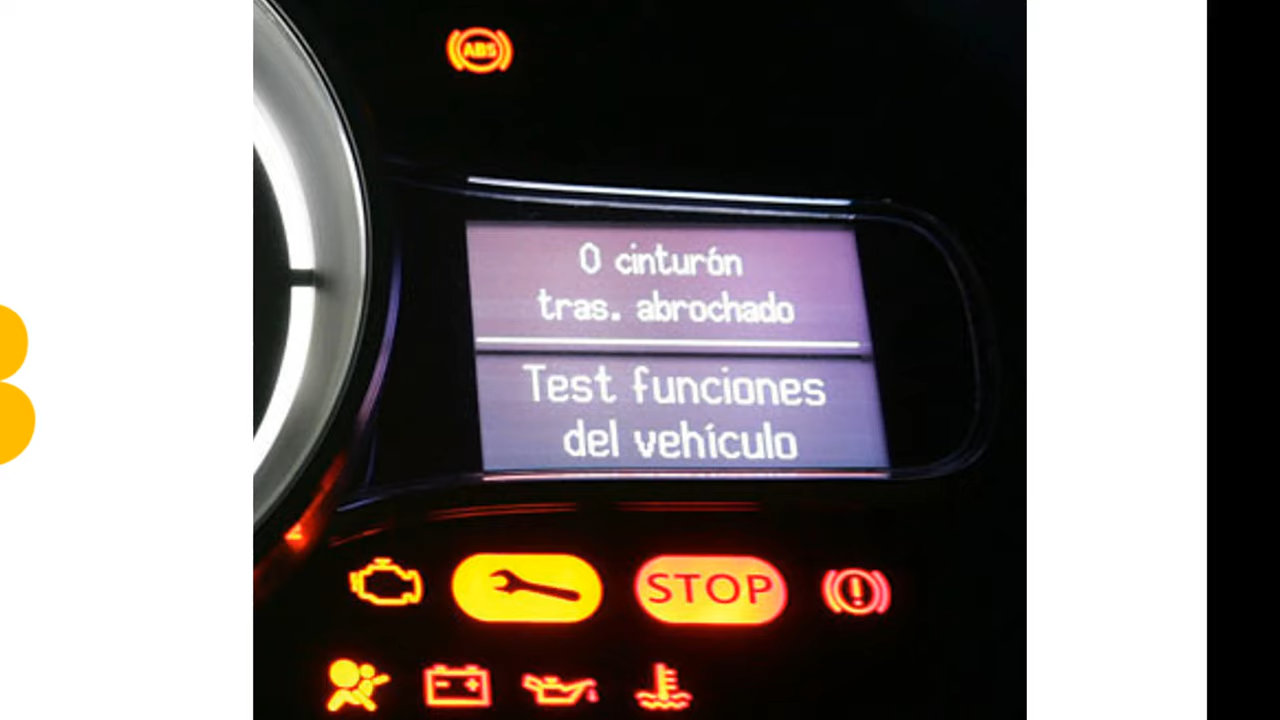 ABS
0 cinturón
tras. abrochado
Test funciones
del vehículo
STOP